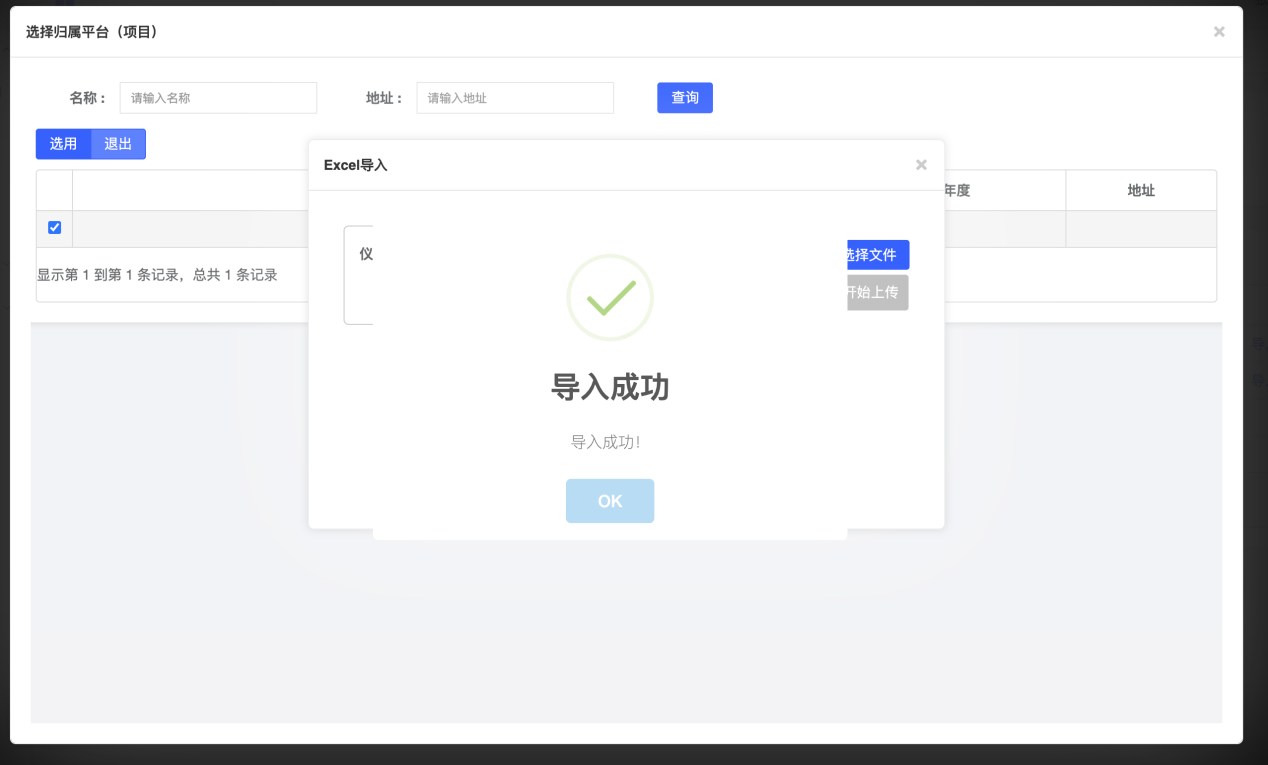 选择归属平台（项目）
×
名称：
请输入名称
地址：
请输入地址
查询
选用
退出
Excel导入
×
年度
地址
仪
选择文件
开始上传
显示第 1 到第 1 条记录，总共 1 条记录
导入成功
导入成功！
OK